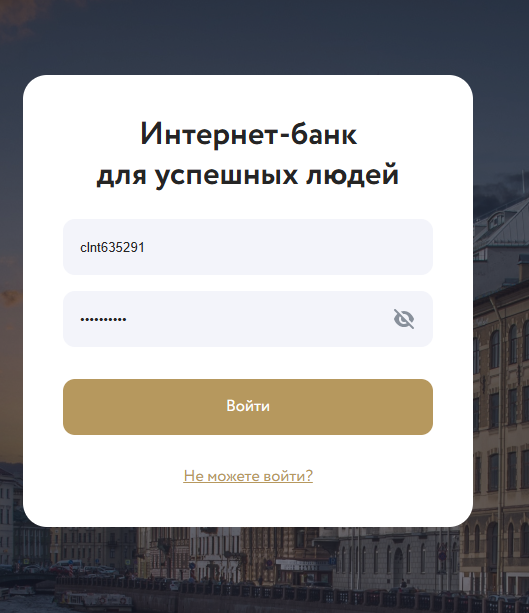 Интернет-банк
для успешных людей
clnt635291
••••••••••
Войти
Не можете войти?